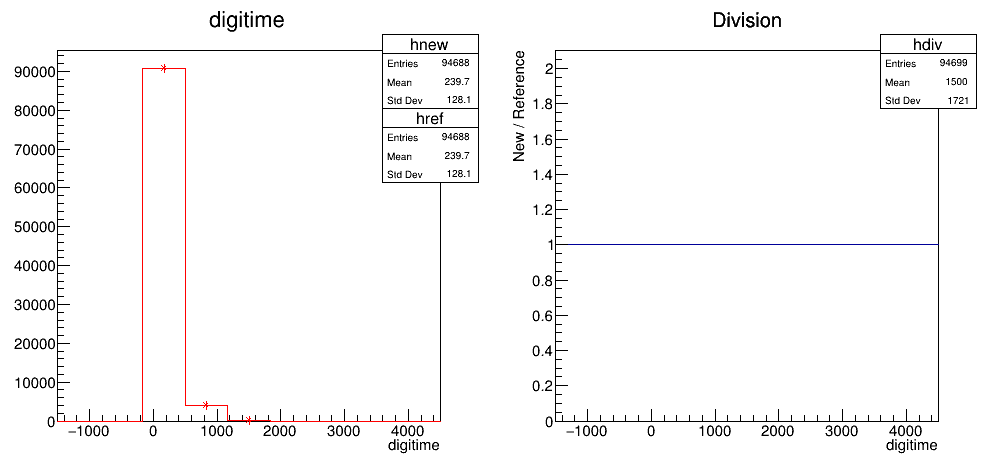 digitime
hnew
Entries 94688
Mean 239.7
Std Dev 128.1
href
Entries 94688
Mean 239.7
Std Dev 128.1
90000
80000
70000
60000
50000
40000
30000
20000
10000
0
−1000 0 1000 2000 3000 4000
digitime
Division
hdiv
Entries 94699
Mean 1500
Std Dev 1721
New / Reference
2
1.8
1.6
1.4
1.2
1
0.8
0.6
0.4
0.2
0
−1000 0 1000 2000 3000 4000
digitime